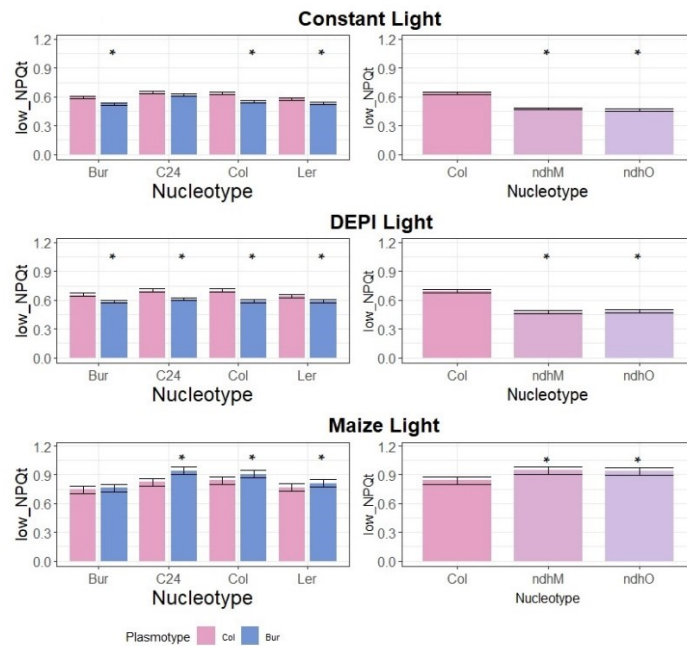 Constant Light
low_NPQt
1.2
0.9
0.6
0.3
0.0
* * *
Bur C24 Col Ler
Nucleotype
low_NPQt
1.2
0.9
0.6
0.3
0.0
* *
Col ndhM ndhO
Nucleotype
DEPI Light
low_NPQt
1.2
0.9
0.6
0.3
0.0
* * * *
Bur C24 Col Ler
Nucleotype
low_NPQt
1.2
0.9
0.6
0.3
0.0
* *
Col ndhM ndhO
Nucleotype
Maize Light
low_NPQt
1.2
0.9
0.6
0.3
0.0
* * *
Bur C24 Col Ler
Nucleotype
low_NPQt
1.2
0.9
0.6
0.3
0.0
* *
Col ndhM ndhO
Nucleotype
Plasmotype Col Bur